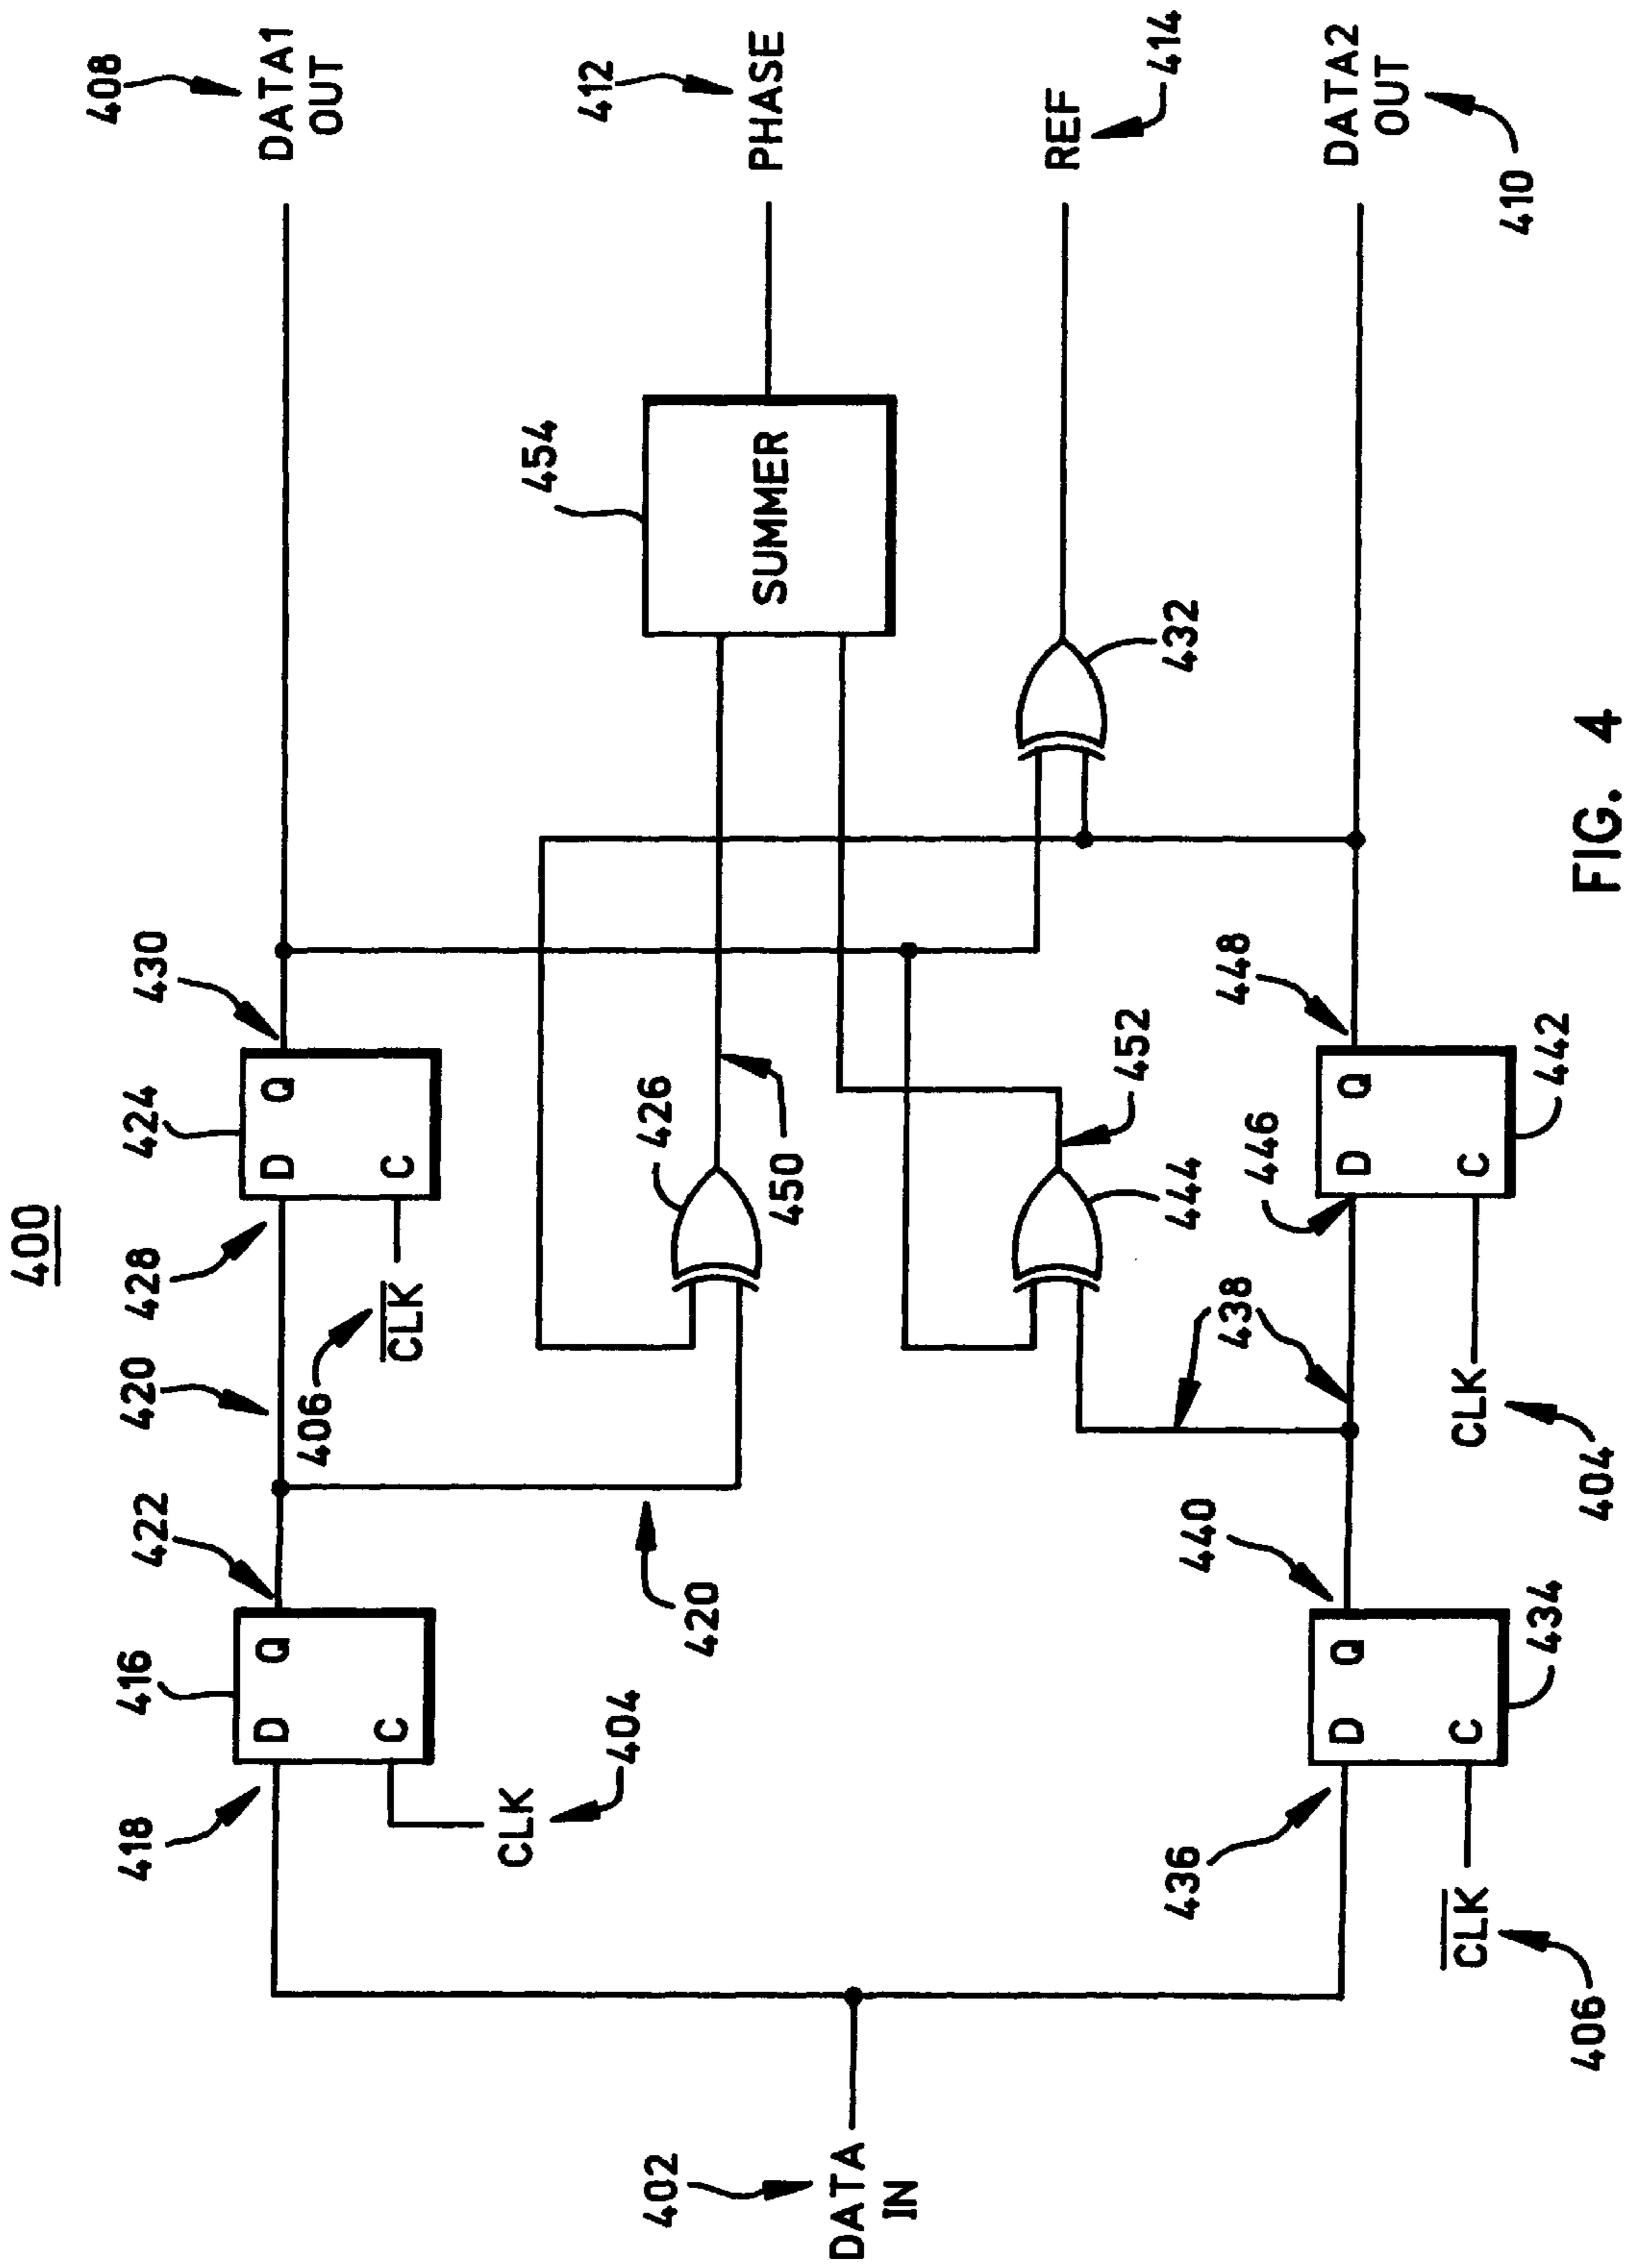 400
408
DATA1
OUT
430
424
D Q
C
428
420
422
416
D Q
C
418
CLK
406
CLK
404
412
PHASE
454
SUMMER
426
450
420
402
DATA
IN
REF
414
432
452
444
438
448
446
D Q
C
442
440
D Q
C
434
436
CLK
404
CLK
406
DATA2
OUT
410
FIG. 4